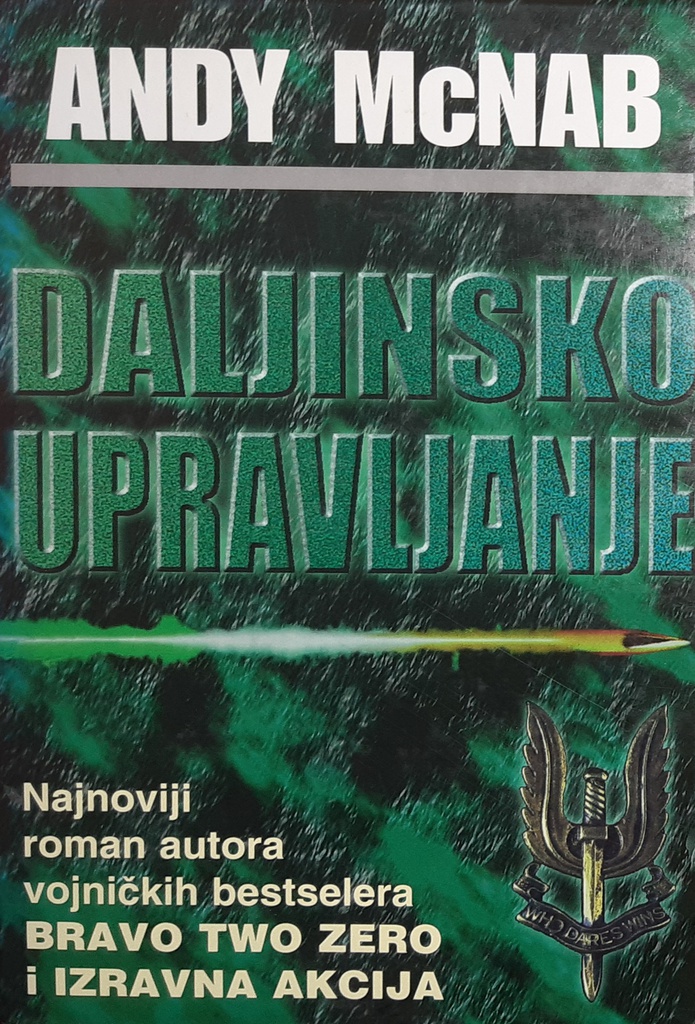 ANDY McNAB
DALJINSKO
UPRAVLJANJE
Najnoviji
roman autora
vojničkih bestselera
BRAVO TWO ZERO
i IZRAVNA AKCIJA
WHO DARES WINS